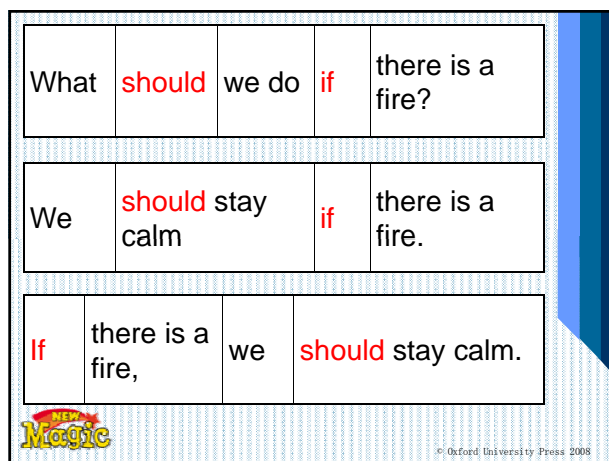 What should we do if there is a
fire?
We should stay
calm if there is a
fire.
If there is a
fire, we should stay calm.
NEW
Magic
© Oxford University Press 2008